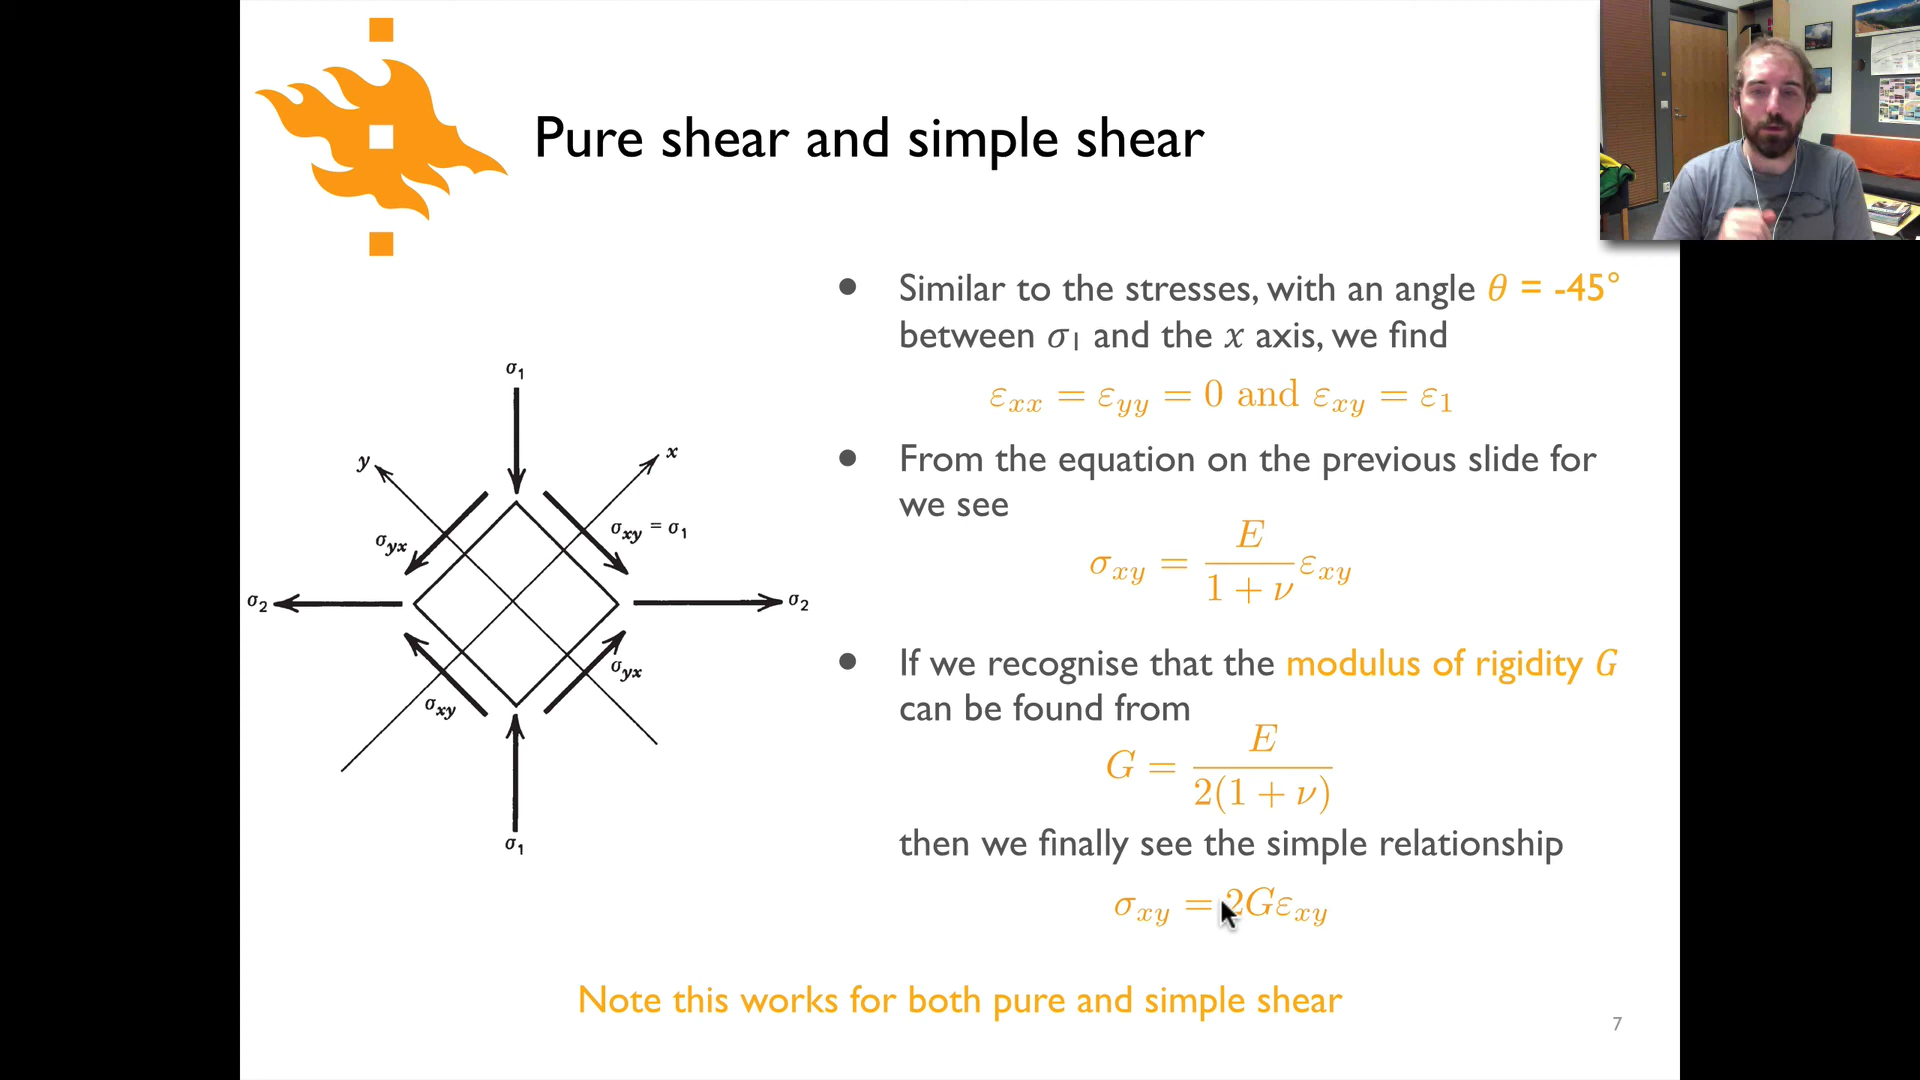 Pure shear and simple shear
● Similar to the stresses, with an angle θ = -45°
between σ₁ and the x axis, we find
εxx = εyy = 0 and εxy = ε1
● From the equation on the previous slide for
we see
σxy = E / 1 + ν εxy
● If we recognise that the modulus of rigidity G
can be found from
G = E / 2(1 + ν)
then we finally see the simple relationship
σxy = 2Gεxy
Note this works for both pure and simple shear
7
σ1
y
x
σyx
σxy = σ1
σ2
σ2
σxy
σyx
σ1